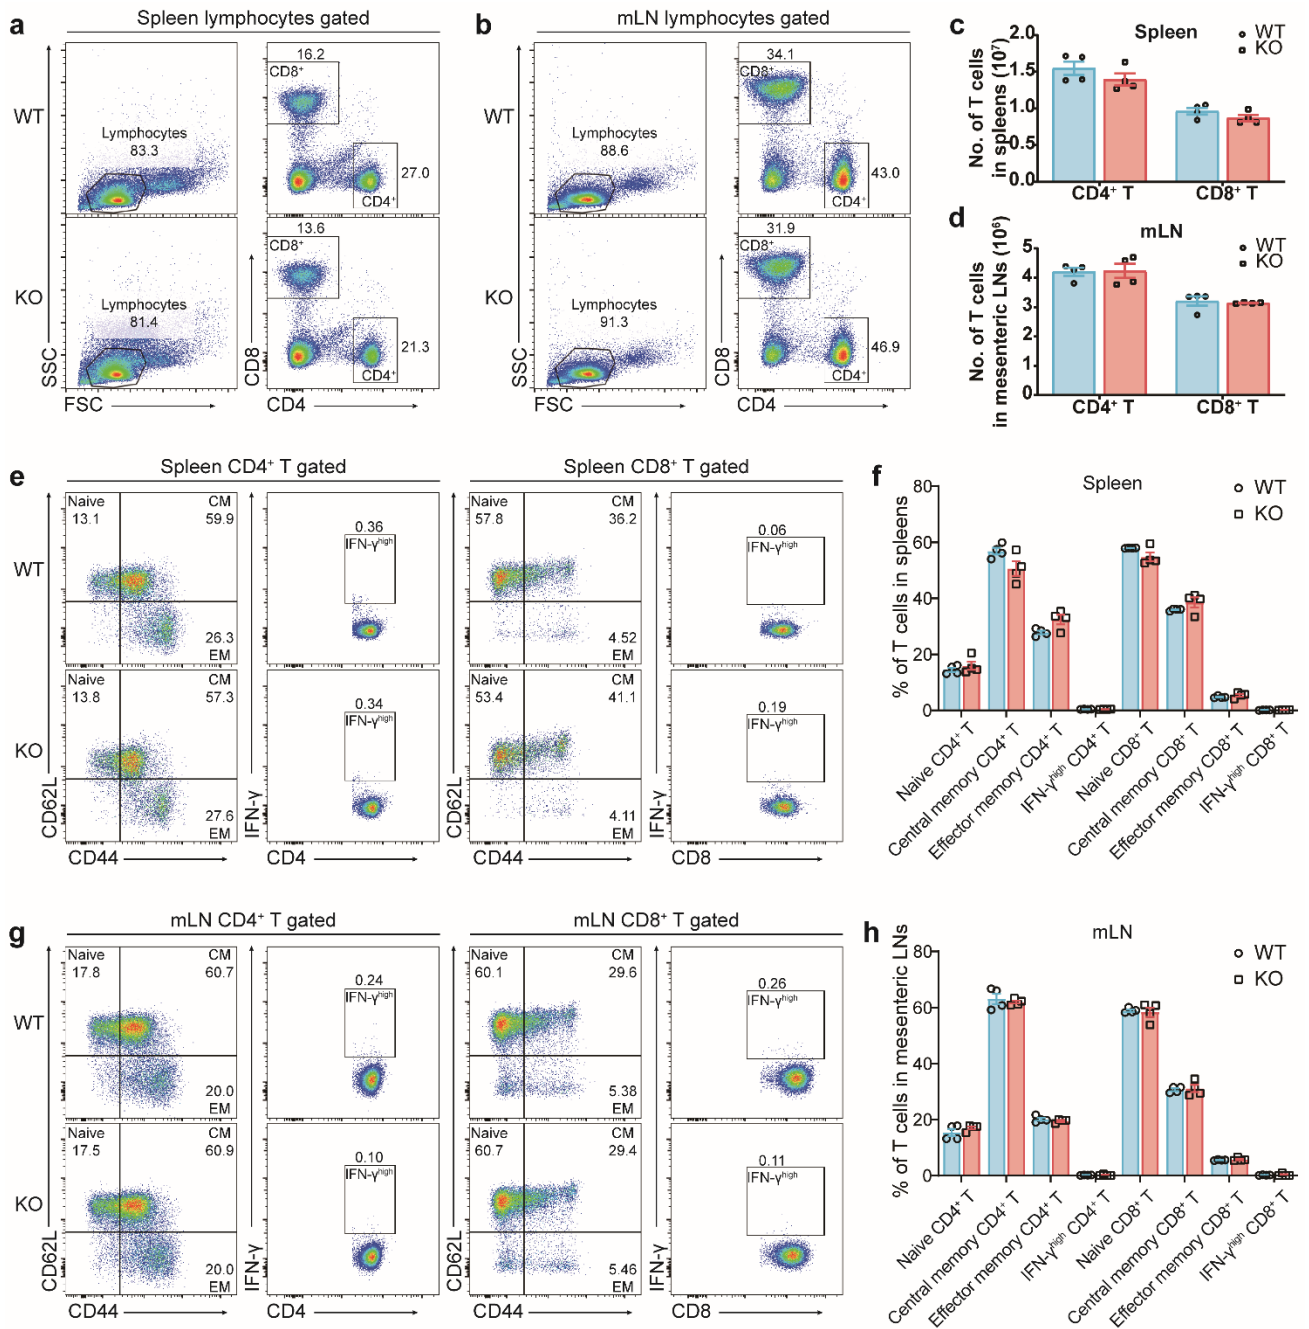 a
Spleen lymphocytes gated
WT
KO
Lymphocytes
83.3
16.2
CD8⁺
27.0
CD4⁺
Lymphocytes
81.4
13.6
CD8⁺
21.3
CD4⁺
SSC
FSC
CD8
CD4
b
mLN lymphocytes gated
WT
KO
Lymphocytes
88.6
34.1
CD8⁺
43.0
CD4⁺
Lymphocytes
91.3
31.9
CD8⁺
46.9
CD4⁺
SSC
FSC
CD8
CD4
c
Spleen
WT
KO
No. of T cells
in spleens (10⁷)
2.0
1.5
1.0
0.5
0.0
CD4⁺ T
CD8⁺ T
d
mLN
WT
KO
No. of T cells
in mesenteric LNs (10⁶)
5
4
3
2
1
0
CD4⁺ T
CD8⁺ T
e
Spleen CD4⁺ T gated
Spleen CD8⁺ T gated
WT
Naive
13.1
CM
59.9
26.3
EM
0.36
IFN-γʰⁱᵍʰ
Naive
57.8
CM
36.2
4.52
EM
0.06
IFN-γʰⁱᵍʰ
KO
Naive
13.8
CM
57.3
27.6
EM
0.34
IFN-γʰⁱᵍʰ
Naive
53.4
CM
41.1
4.11
EM
0.19
IFN-γʰⁱᵍʰ
CD62L
CD44
IFN-γ
CD4
CD62L
CD44
IFN-γ
CD8
f
Spleen
WT
KO
% of T cells in spleens
80
60
40
20
0
Naive CD4⁺ T
Central memory CD4⁺ T
Effector memory CD4⁺ T
IFN-γʰⁱᵍʰ CD4⁺ T
Naive CD8⁺ T
Central memory CD8⁺ T
Effector memory CD8⁺ T
IFN-γʰⁱᵍʰ CD8⁺ T
g
mLN CD4⁺ T gated
mLN CD8⁺ T gated
WT
Naive
17.8
CM
60.7
20.0
EM
0.24
IFN-γʰⁱᵍʰ
Naive
60.1
CM
29.6
5.38
EM
0.26
IFN-γʰⁱᵍʰ
KO
Naive
17.5
CM
60.9
20.0
EM
0.10
IFN-γʰⁱᵍʰ
Naive
60.7
CM
29.4
5.46
EM
0.11
IFN-γʰⁱᵍʰ
CD62L
CD44
IFN-γ
CD4
CD62L
CD44
IFN-γ
CD8
h
mLN
WT
KO
% of T cells in mesenteric LNs
80
60
40
20
0
Naive CD4⁺ T
Central memory CD4⁺ T
Effector memory CD4⁺ T
IFN-γʰⁱᵍʰ CD4⁺ T
Naive CD8⁺ T
Central memory CD8⁺ T
Effector memory CD8⁺ T
IFN-γʰⁱᵍʰ CD8⁺ T